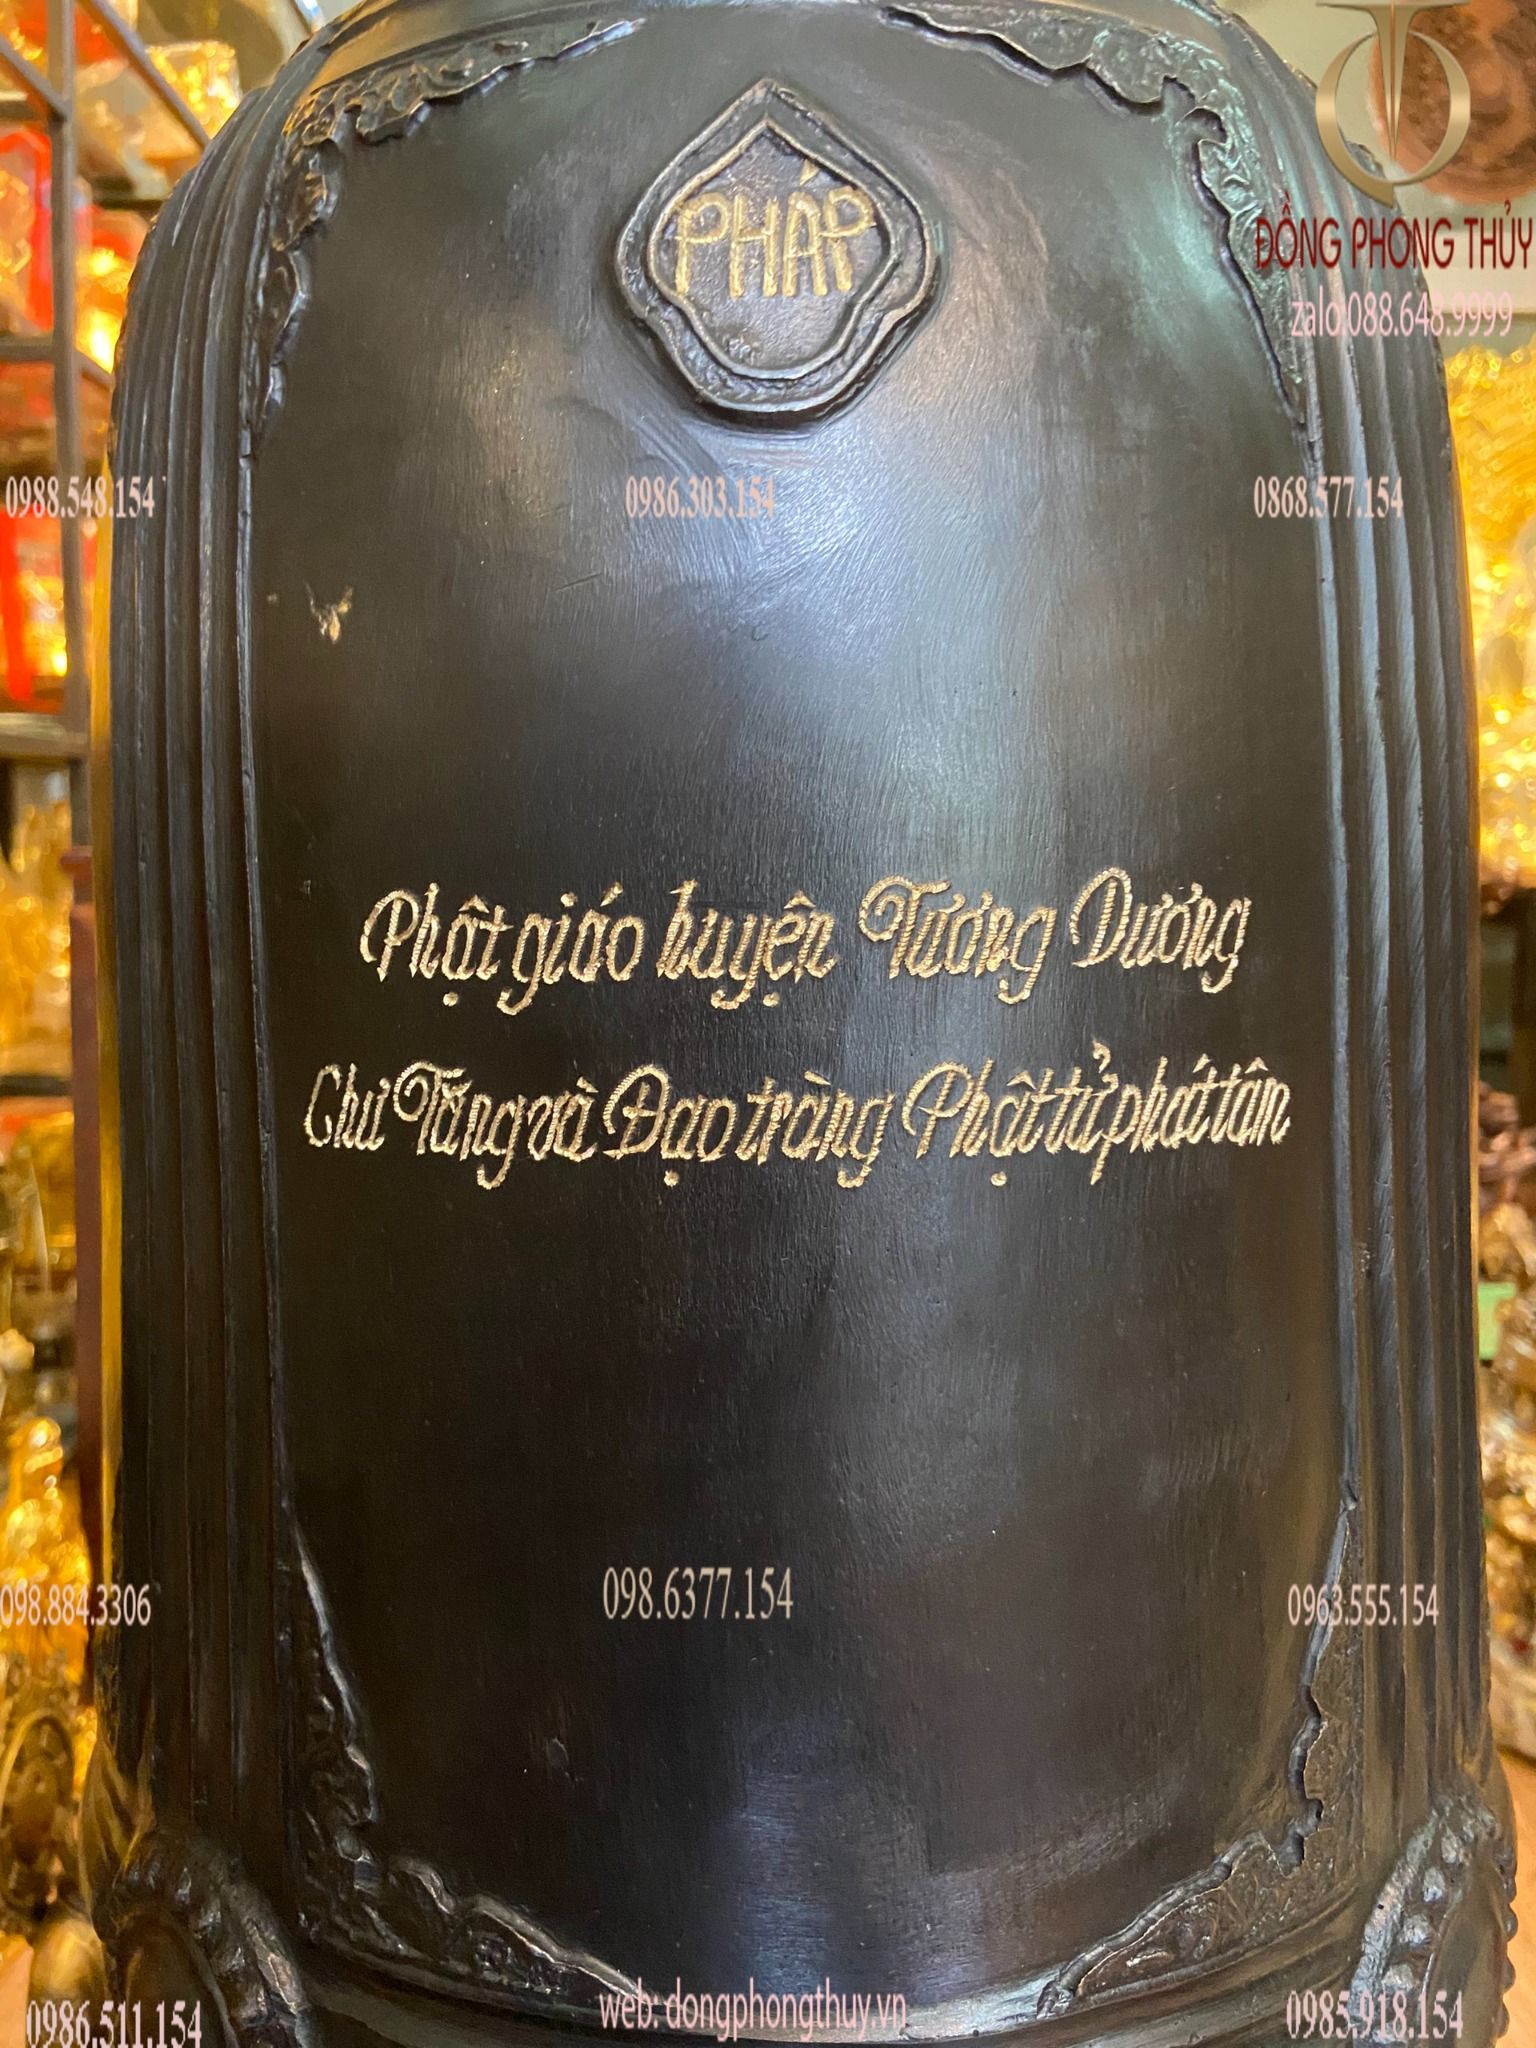 PHÁP
ĐỒNG PHONG THỦY
zalo:088.648.9999
0988.548.154
0986.303.154
0868.577.154
Phật giáo huyện Tương Dương
Chư Tăng và Đạo tràng Phật tử phát tâm
098.884.3306
098.6377.154
0963.555.154
0986.511.154
web: dongphongthuy.vn
0985.918.154